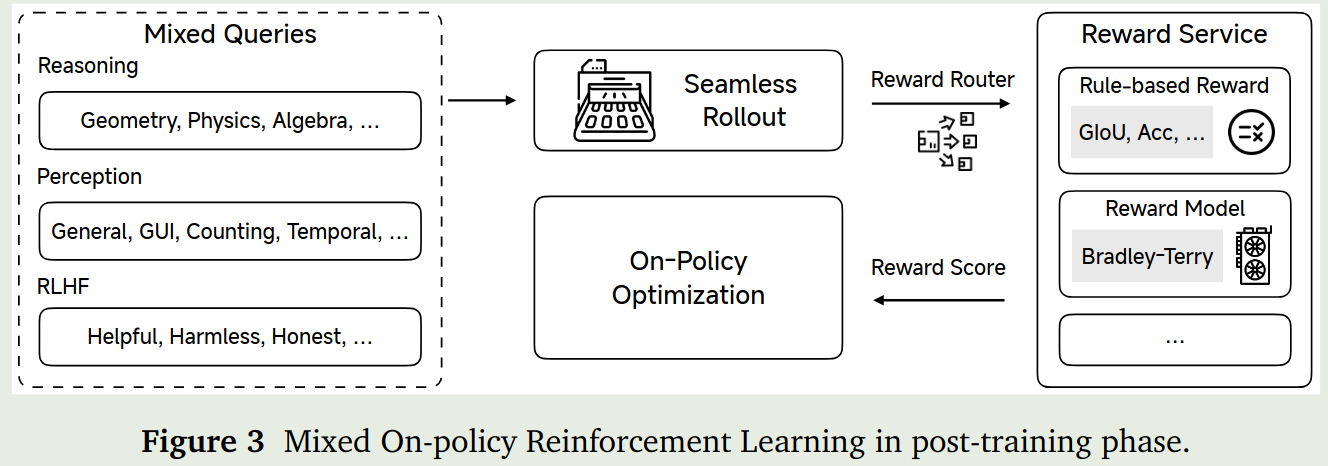 Mixed Queries
Reasoning
Geometry, Physics, Algebra, ...
Perception
General, GUI, Counting, Temporal, ...
RLHF
Helpful, Harmless, Honest, ...
Seamless
Rollout
On-Policy
Optimization
Reward Router
Reward Score
Reward Service
Rule-based Reward
GIoU, Acc, ...
Reward Model
Bradley-Terry
...
Figure 3 Mixed On-policy Reinforcement Learning in post-training phase.